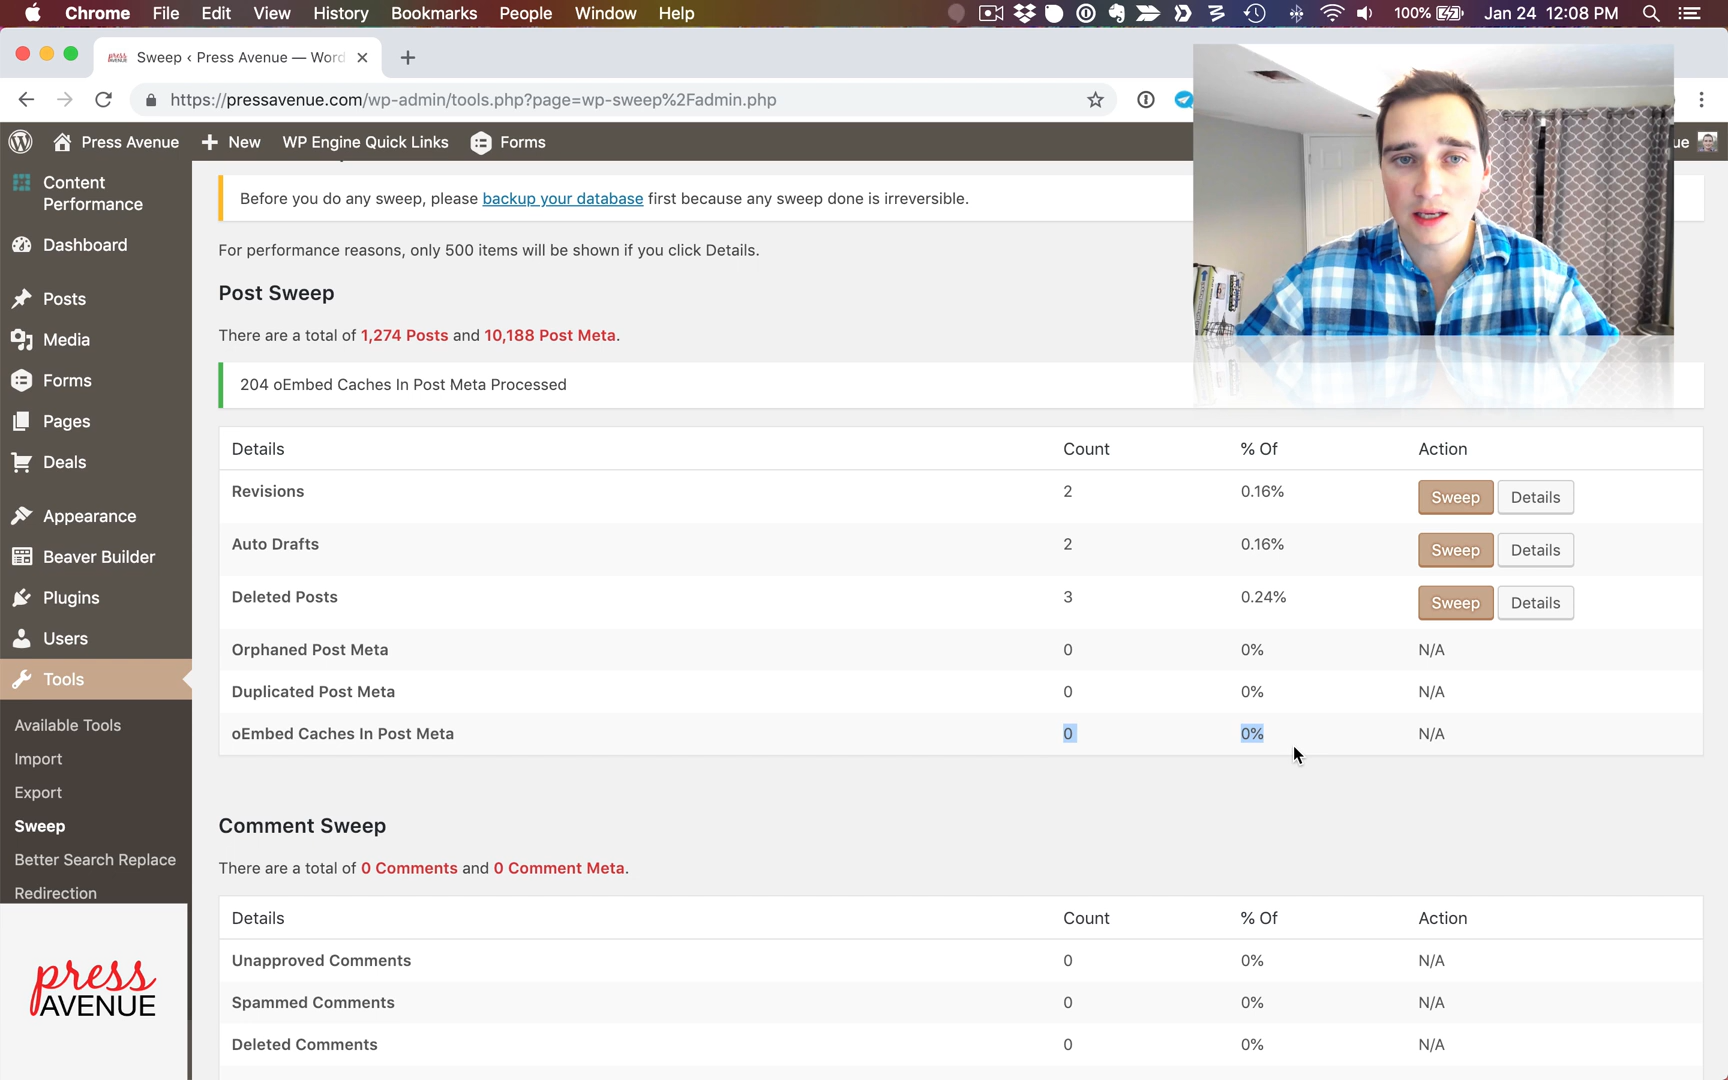 Chrome File Edit View History Bookmarks People Window Help 100% Jan 24 12:08 PM
Sweep ‹ Press Avenue — Word
https://pressavenue.com/wp-admin/tools.php?page=wp-sweep%2Fadmin.php
Press Avenue + New WP Engine Quick Links Forms ue
Content
Performance
Dashboard
Posts
Media
Forms
Pages
Deals
Appearance
Beaver Builder
Plugins
Users
Tools
Available Tools
Import
Export
Sweep
Better Search Replace
Redirection
press
AVENUE
Before you do any sweep, please backup your database first because any sweep done is irreversible.
For performance reasons, only 500 items will be shown if you click Details.
Post Sweep
There are a total of 1,274 Posts and 10,188 Post Meta.
204 oEmbed Caches In Post Meta Processed
Details Count % Of Action
Revisions 2 0.16% Sweep Details
Auto Drafts 2 0.16% Sweep Details
Deleted Posts 3 0.24% Sweep Details
Orphaned Post Meta 0 0% N/A
Duplicated Post Meta 0 0% N/A
oEmbed Caches In Post Meta 0 0% N/A
Comment Sweep
There are a total of 0 Comments and 0 Comment Meta.
Details Count % Of Action
Unapproved Comments 0 0% N/A
Spammed Comments 0 0% N/A
Deleted Comments 0 0% N/A